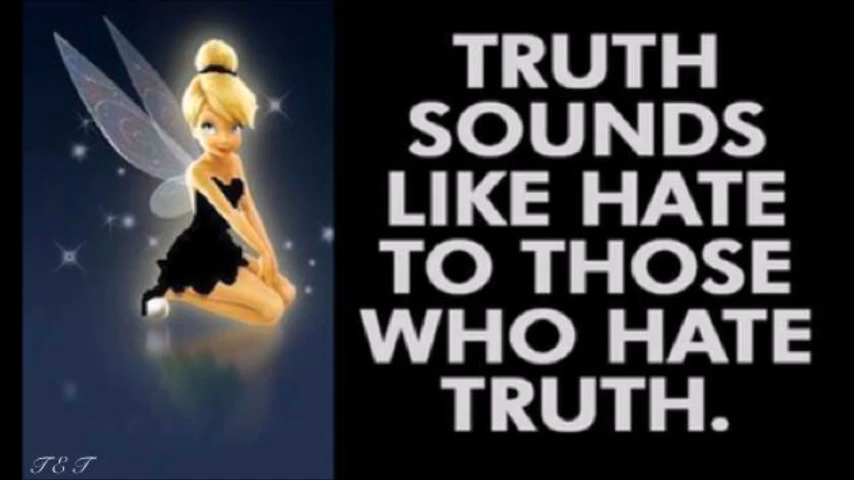 TRUTH
SOUNDS
LIKE HATE
TO THOSE
WHO HATE
TRUTH.
T&T